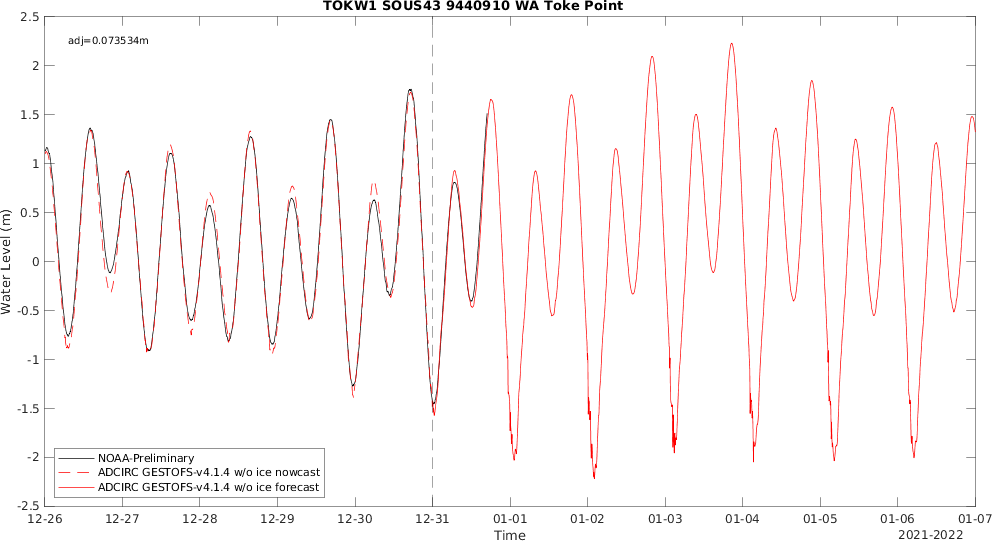 TOKW1 SOUS43 9440910 WA Toke Point
adj=0.073534m
2.5
2
1.5
1
0.5
0
-0.5
-1
-1.5
-2
-2.5
Water Level (m)
NOAA-Preliminary
ADCIRC GESTOFS-v4.1.4 w/o ice nowcast
ADCIRC GESTOFS-v4.1.4 w/o ice forecast
12-26 12-27 12-28 12-29 12-30 12-31 01-01 01-02 01-03 01-04 01-05 01-06 01-07
Time
2021-2022